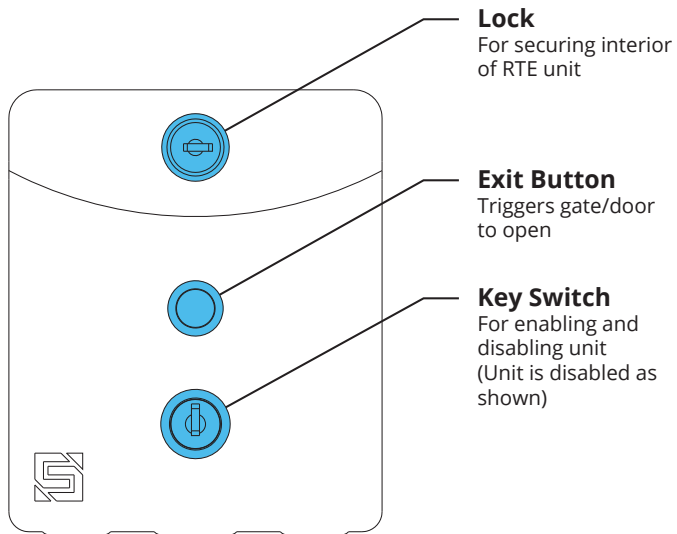 Lock
For securing interior
of RTE unit
Exit Button
Triggers gate/door
to open
Key Switch
For enabling and
disabling unit
(Unit is disabled as
shown)